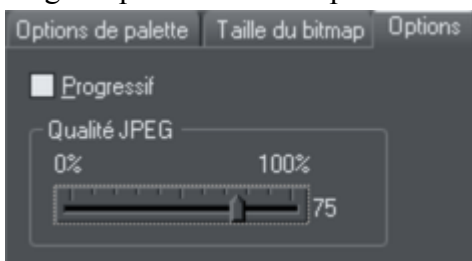 Options de palette Taille du bitmap Options
Progressif
Qualité JPEG
0% 100%
75